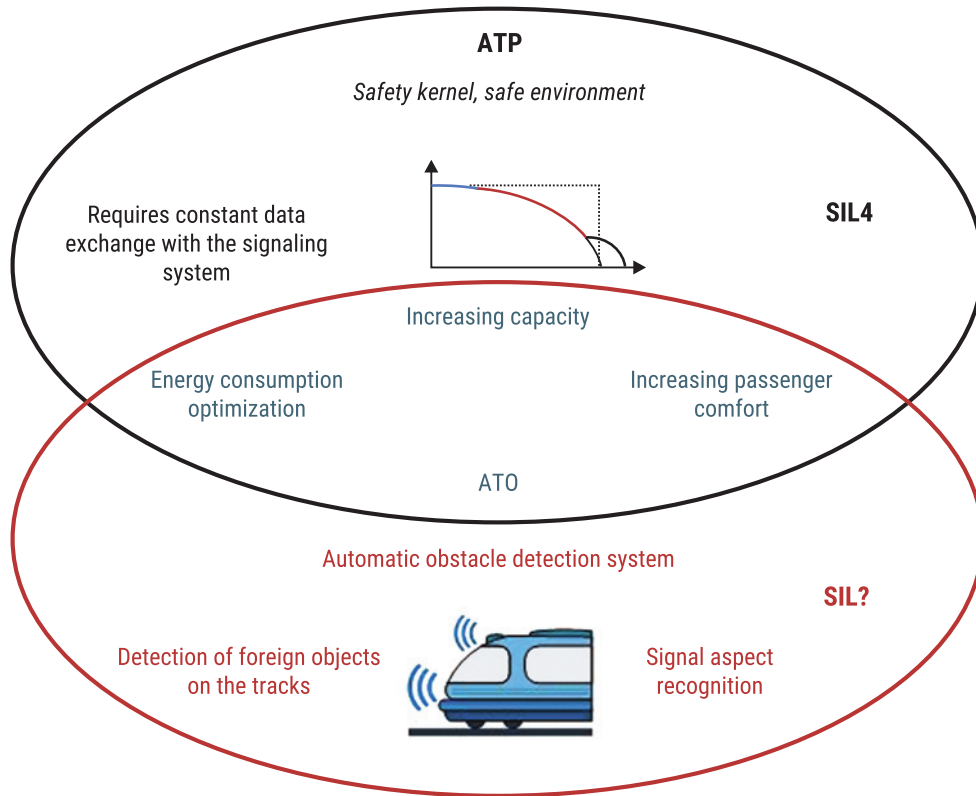 ATP
Safety kernel, safe environment
Requires constant data
exchange with the signaling
system
SIL4
Increasing capacity
Energy consumption
optimization
Increasing passenger
comfort
ATO
Automatic obstacle detection system
SIL?
Detection of foreign objects
on the tracks
Signal aspect
recognition